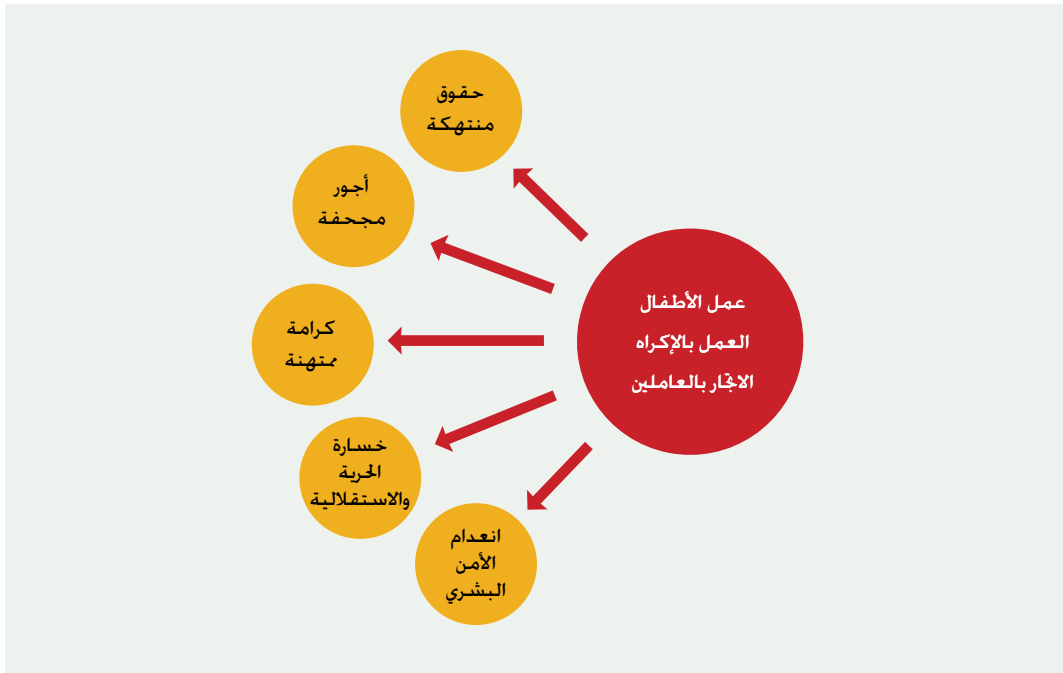 حقوق
منتهكة
أجور
مجحفة
عمل الأطفال
العمل بالإكراه
الاتجار بالعاملين
كرامة
ممتهنة
خسارة
الحرية
والاستقلالية
انعدام
الأمن
البشري